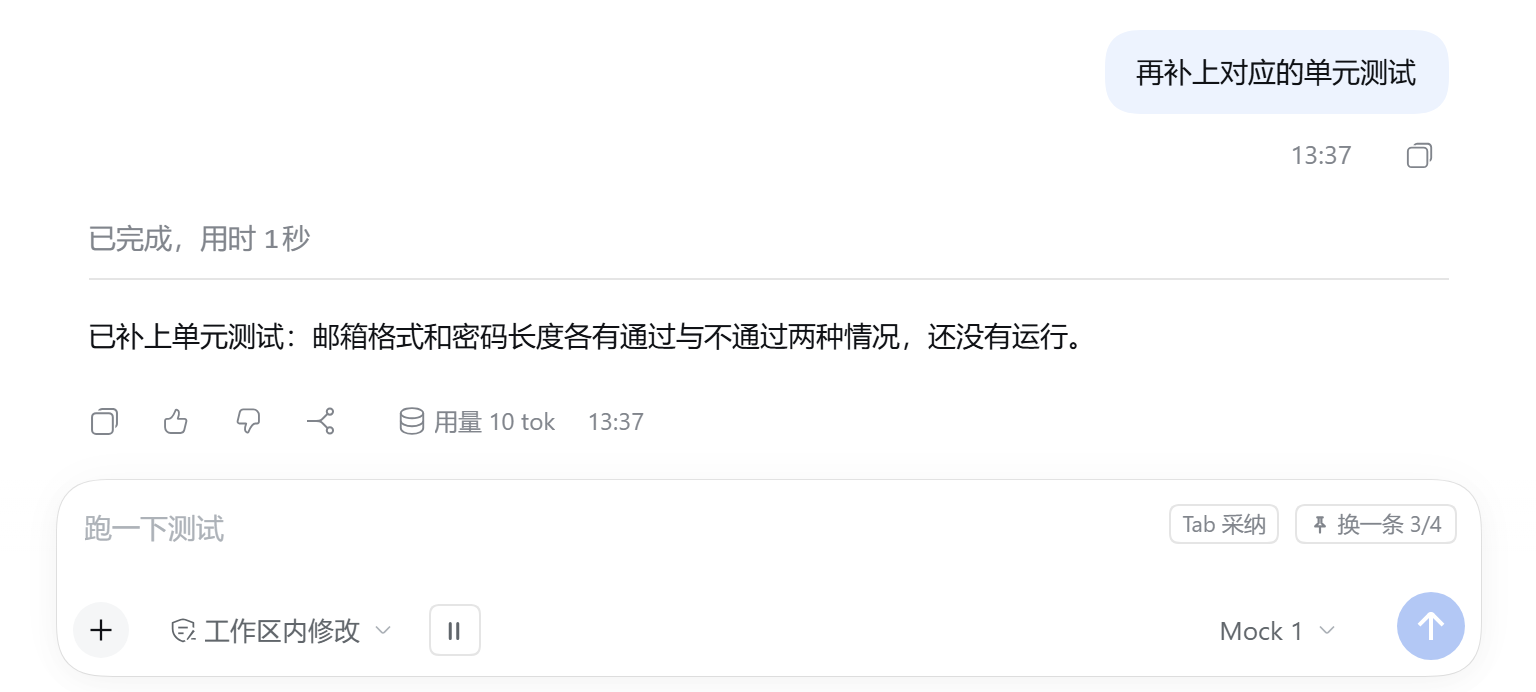 再补上对应的单元测试
13:37
已完成，用时 1秒
已补上单元测试：邮箱格式和密码长度各有通过与不通过两种情况，还没有运行。
用量 10 tok 13:37
跑一下测试
Tab 采纳
换一条 3/4
工作区内修改
Mock 1